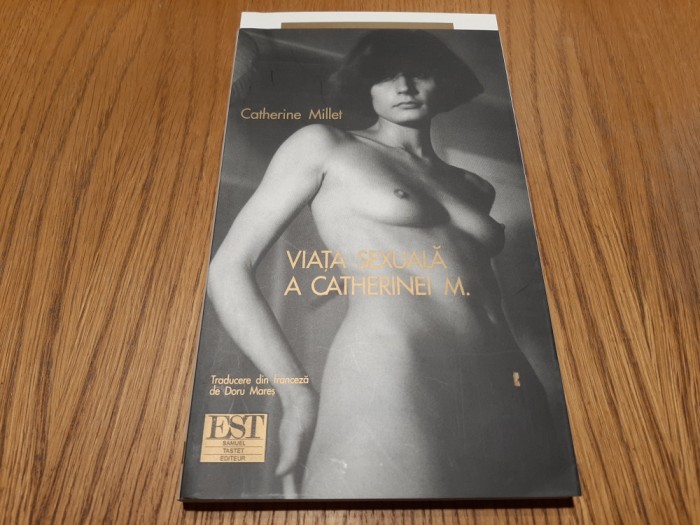 Catherine Millet
VIAȚA SEXUALĂ
A CATHERINEI M.
Traducere din franceză
de Doru Mareș
EST
SAMUEL
TASTET
EDITEUR